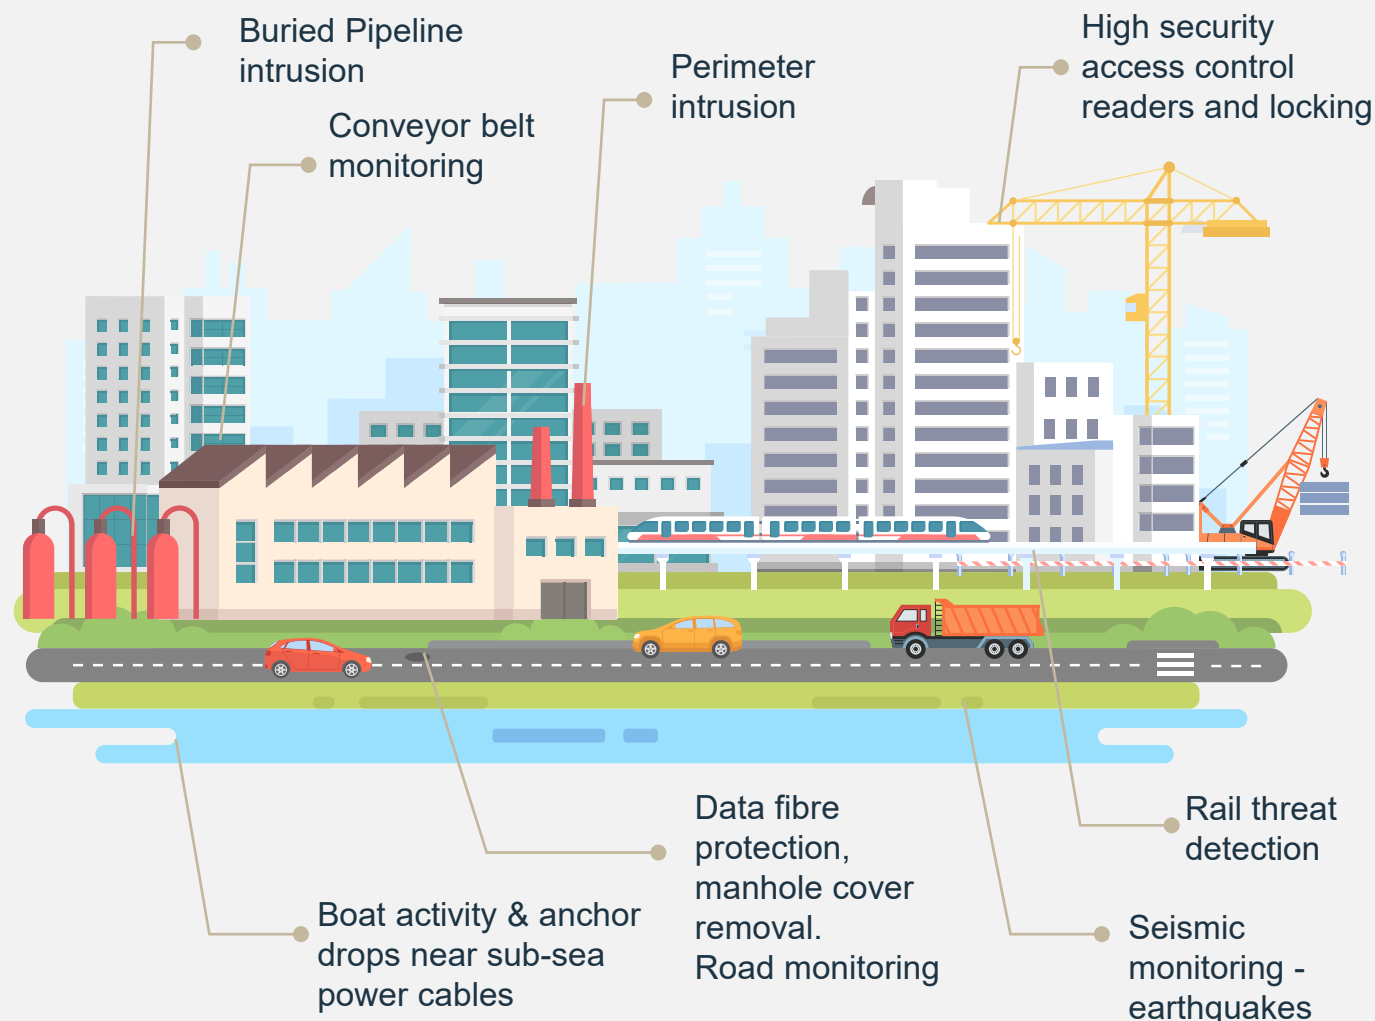 Buried Pipeline
intrusion
Conveyor belt
monitoring
Perimeter
intrusion
High security
access control
readers and locking
Data fibre
protection,
manhole cover
removal.
Road monitoring
Rail threat
detection
Boat activity & anchor
drops near sub-sea
power cables
Seismic
monitoring -
earthquakes